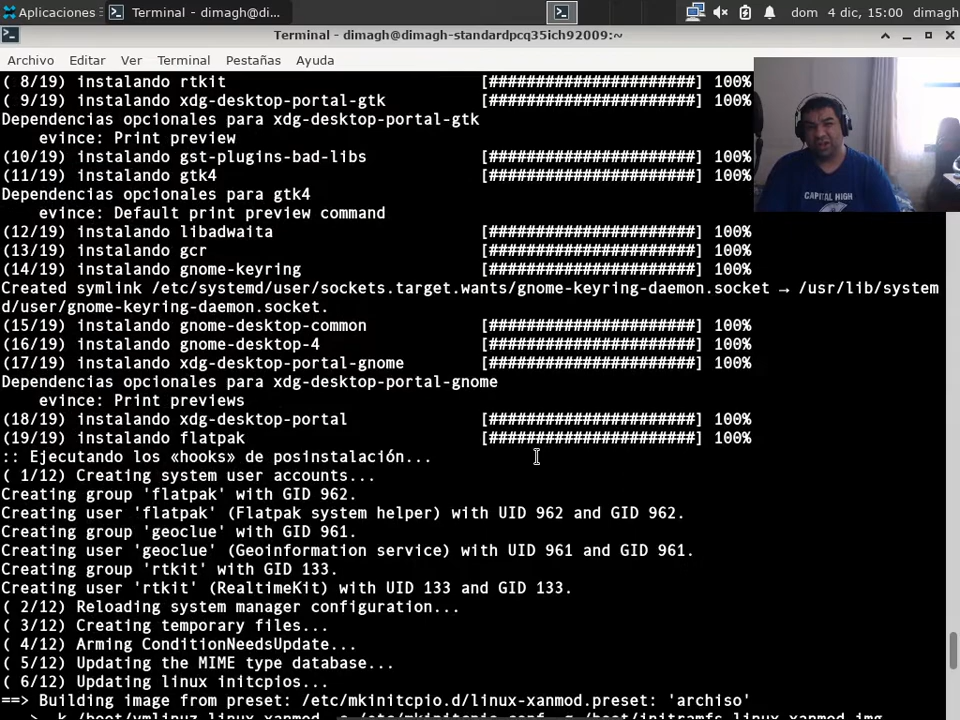 Aplicaciones
Terminal - dimagh@di...
dom 4 dic, 15:00
dimagh
Terminal - dimagh@dimagh-standardpcq35ich92009:~
Archivo Editar Ver Terminal Pestañas Ayuda
( 8/19) instalando rtkit [######################] 100%
( 9/19) instalando xdg-desktop-portal-gtk [######################] 100%
Dependencias opcionales para xdg-desktop-portal-gtk
evince: Print preview
(10/19) instalando gst-plugins-bad-libs [######################] 100%
(11/19) instalando gtk4 [######################] 100%
Dependencias opcionales para gtk4
evince: Default print preview command
(12/19) instalando libadwaita [######################] 100%
(13/19) instalando gcr [######################] 100%
(14/19) instalando gnome-keyring [######################] 100%
Created symlink /etc/systemd/user/sockets.target.wants/gnome-keyring-daemon.socket → /usr/lib/system
d/user/gnome-keyring-daemon.socket.
(15/19) instalando gnome-desktop-common [######################] 100%
(16/19) instalando gnome-desktop-4 [######################] 100%
(17/19) instalando xdg-desktop-portal-gnome [######################] 100%
Dependencias opcionales para xdg-desktop-portal-gnome
evince: Print previews
(18/19) instalando xdg-desktop-portal [######################] 100%
(19/19) instalando flatpak [######################] 100%
:: Ejecutando los «hooks» de posinstalación...
( 1/12) Creating system user accounts...
Creating group 'flatpak' with GID 962.
Creating user 'flatpak' (Flatpak system helper) with UID 962 and GID 962.
Creating group 'geoclue' with GID 961.
Creating user 'geoclue' (Geoinformation service) with UID 961 and GID 961.
Creating group 'rtkit' with GID 133.
Creating user 'rtkit' (RealtimeKit) with UID 133 and GID 133.
( 2/12) Reloading system manager configuration...
( 3/12) Creating temporary files...
( 4/12) Arming ConditionNeedsUpdate...
( 5/12) Updating the MIME type database...
( 6/12) Updating linux initcpios...
==> Building image from preset: /etc/mkinitcpio.d/linux-xanmod.preset: 'archiso'
-> -k /boot/vmlinuz-linux-xanmod -c /etc/mkinitcpio.conf -g /boot/initramfs-linux-xanmod.img
CAPITAL HIGH